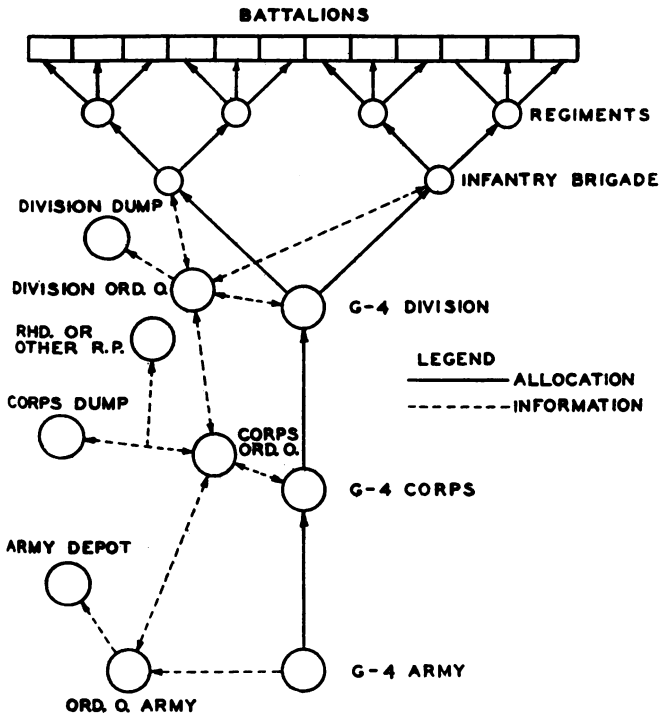 BATTALIONS
REGIMENTS
INFANTRY BRIGADE
DIVISION DUMP
DIVISION ORD. O.
G-4 DIVISION
RHD. OR
OTHER R.P.
LEGEND
ALLOCATION
INFORMATION
CORPS DUMP
CORPS
ORD. O.
G-4 CORPS
ARMY DEPOT
G-4 ARMY
ORD. O. ARMY